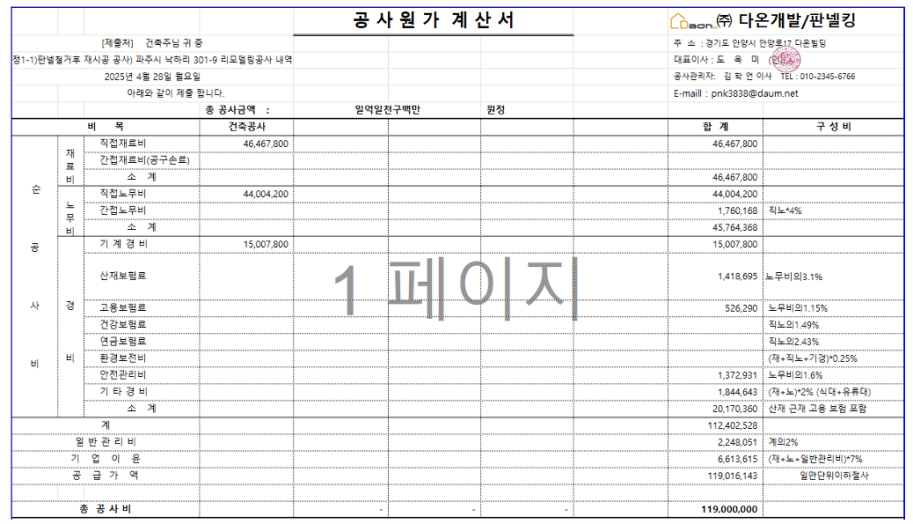 공 사 원 가 계 산 서
Daon (주) 다온개발/판넬킹
[제출처] 건축주님 귀 중
주 소 : 경기도 안양시 안양로17 다온빌딩
정1-1)판넬철거후 재시공 공사) 파주시 낙하리 301-9 리모델링공사 내역
대표이사 : 도 옥 미 (인)
2025년 4월 28일 월요일
공사관리자: 김 학 언 이사 TEL : 010-2345-6766
아래와 같이 제출 합니다.
E-maill : pnk3838@daum.net
총 공사금액 : 일억일천구백만 원정
비 목 건축공사 합 계 구 성 비
순 공 사 비
재 료 비
직접재료비 46,467,800 46,467,800
간접재료비(공구손료)
소 계 46,467,800
노 무 비
직접노무비 44,004,200 44,004,200
간접노무비 1,760,168 직노*4%
소 계 45,764,368
경 비
기 계 경 비 15,007,800 15,007,800
산재보험료 1,418,695 노무비의3.1%
고용보험료 526,290 노무비의1.15%
건강보험료 직노의1.49%
연금보험료 직노의2.43%
환경보전비 (재+직노+기경)*0.25%
안전관리비 1,372,931 노무비의1.6%
기 타 경 비 1,844,643 (재+노)*2% (식대+유류대)
소 계 20,170,360 산재 근재 고용 보험 포함
계 112,402,528
일 반 관 리 비 2,248,051 계의2%
기 업 이 윤 6,613,615 (재+노+일반관리비)*7%
공 급 가 액 119,016,143 일만단위이하절사
총 공 사 비 - - - 119,000,000
1 페이지